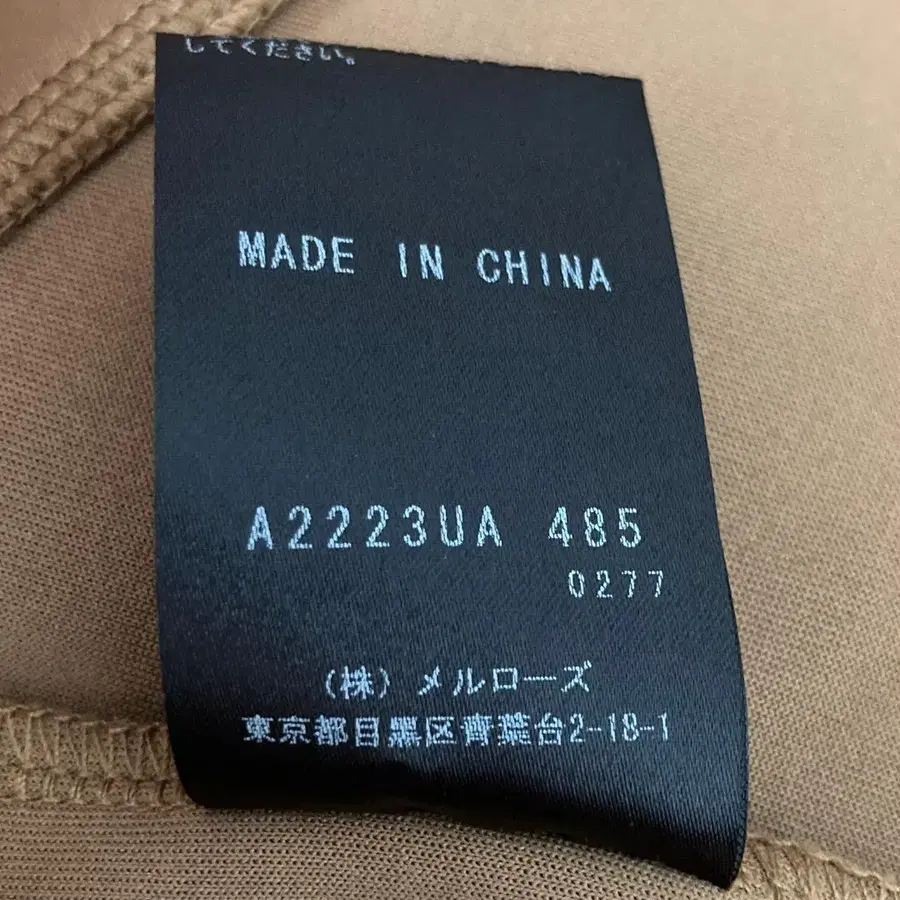 してください。
MADE IN CHINA
A2223UA 485
0277
(株)メルローズ
東京都目黒区青葉台2-18-1